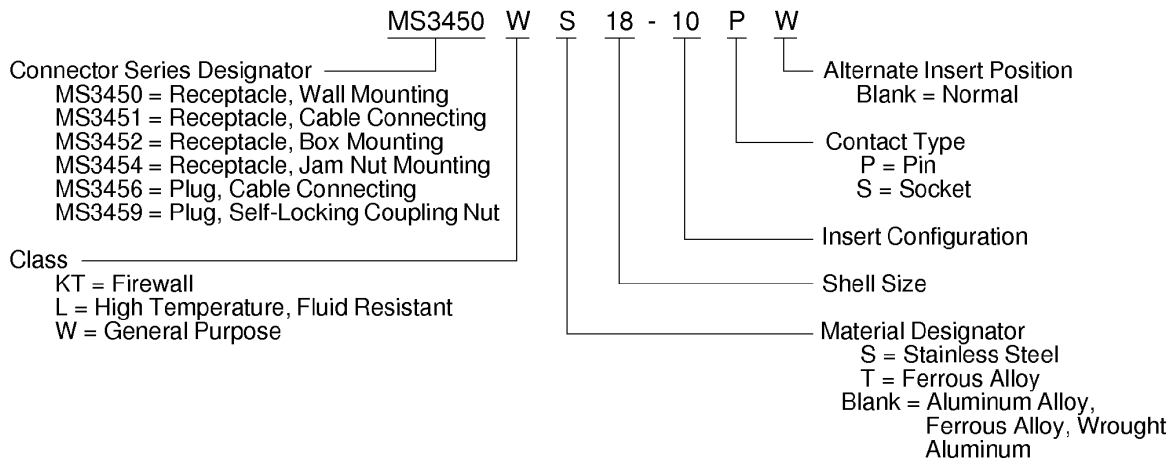 MS3450 W S 18 - 10 P W
Connector Series Designator
MS3450 = Receptacle, Wall Mounting
MS3451 = Receptacle, Cable Connecting
MS3452 = Receptacle, Box Mounting
MS3454 = Receptacle, Jam Nut Mounting
MS3456 = Plug, Cable Connecting
MS3459 = Plug, Self-Locking Coupling Nut
Class
KT = Firewall
L = High Temperature, Fluid Resistant
W = General Purpose
Alternate Insert Position
Blank = Normal
Contact Type
P = Pin
S = Socket
Insert Configuration
Shell Size
Material Designator
S = Stainless Steel
T = Ferrous Alloy
Blank = Aluminum Alloy,
Ferrous Alloy, Wrought
Aluminum